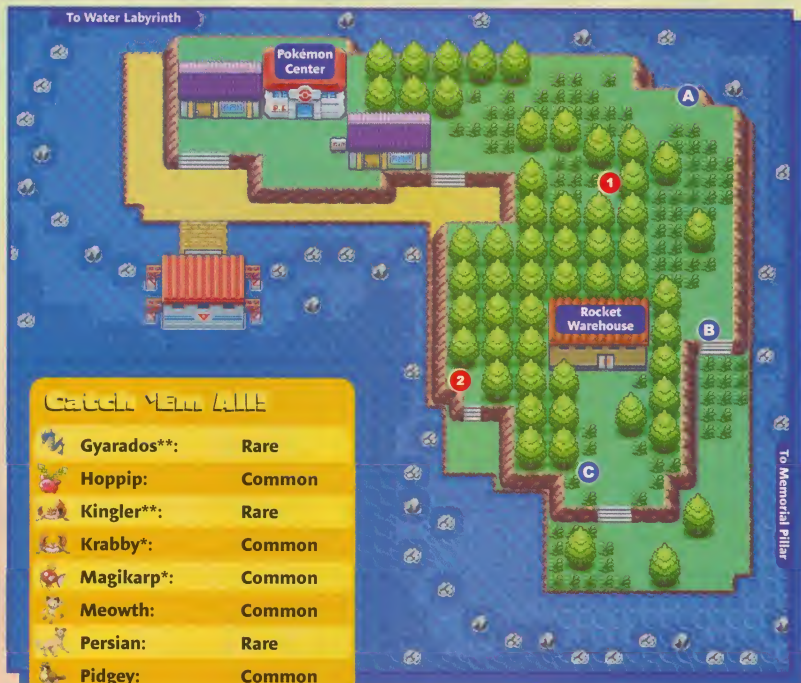 To Water Labyrinth
Pokémon
Center
A
1
B
Rocket
Warehouse
2
C
To Memorial Pillar
Catch 'Em All!
Gyarados**: Rare
Hoppip: Common
Kingler**: Rare
Krabby*: Common
Magikarp*: Common
Meowth: Common
Persian: Rare
Pidgey: Common